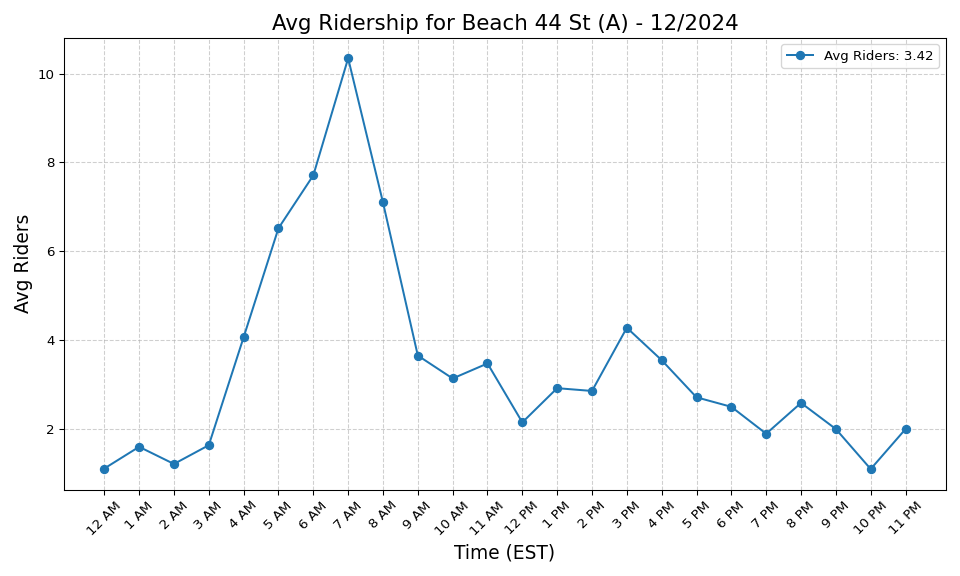 Avg Ridership for Beach 44 St (A) - 12/2024
Avg Riders: 3.42
Avg Riders
10
8
6
4
2
12 AM
1 AM
2 AM
3 AM
4 AM
5 AM
6 AM
7 AM
8 AM
9 AM
10 AM
11 AM
12 PM
1 PM
2 PM
3 PM
4 PM
5 PM
6 PM
7 PM
8 PM
9 PM
10 PM
11 PM
Time (EST)